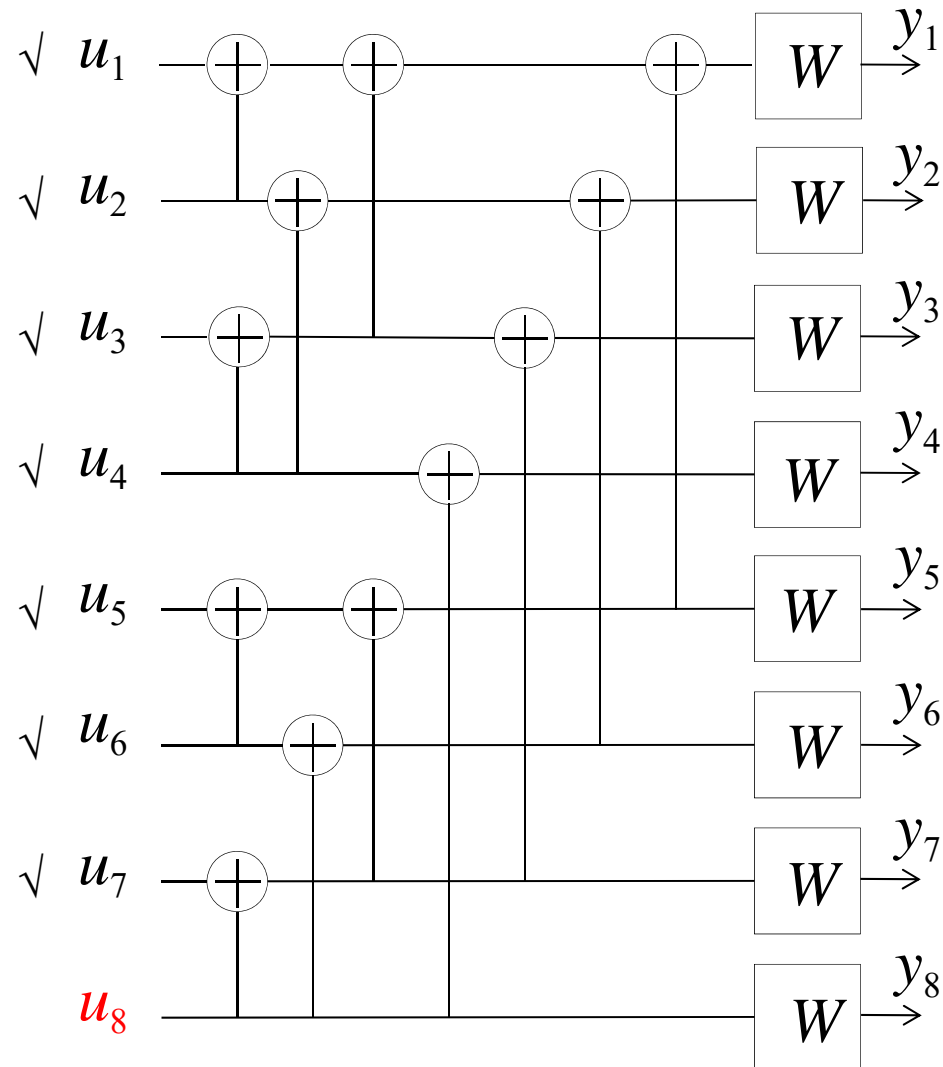 √ u₁ W y₁
√ u₂ W y₂
√ u₃ W y₃
√ u₄ W y₄
√ u₅ W y₅
√ u₆ W y₆
√ u₇ W y₇
u₈ W y₈